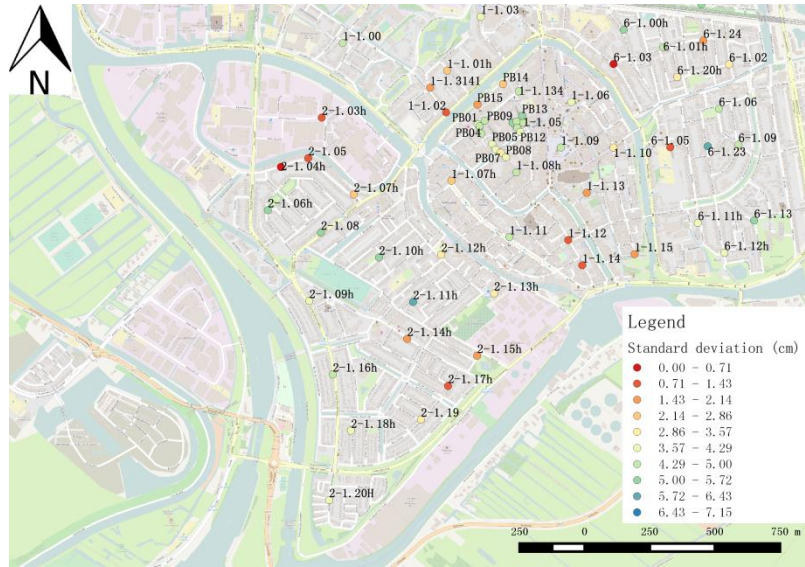 1-1.03
6-1.00h
6-1.24
1-1.00
6-1.01h
6-1.03
6-1.02
1-1.01h
PB14
6-1.20h
1-1.3141
1-1.134
1-1.06
PB15
6-1.06
2-1.03h
1-1.02
PB13
PB01
PB09
1-1.05
PB04
PB05
PB12
1-1.09
6-1.05
6-1.09
PB08
1-1.10
6-1.23
PB07
2-1.05
2-1.04h
1-1.08h
1-1.07h
2-1.07h
1-1.13
2-1.06h
6-1.11h
6-1.13
2-1.08
1-1.11
1-1.12
2-1.10h
2-1.12h
1-1.15
6-1.12h
1-1.14
2-1.09h
2-1.11h
2-1.13h
2-1.14h
2-1.15h
2-1.16h
2-1.17h
2-1.19
2-1.18h
2-1.20H
N
Legend
Standard deviation (cm)
0.00 - 0.71
0.71 - 1.43
1.43 - 2.14
2.14 - 2.86
2.86 - 3.57
3.57 - 4.29
4.29 - 5.00
5.00 - 5.72
5.72 - 6.43
6.43 - 7.15
250 0 250 500 750 m